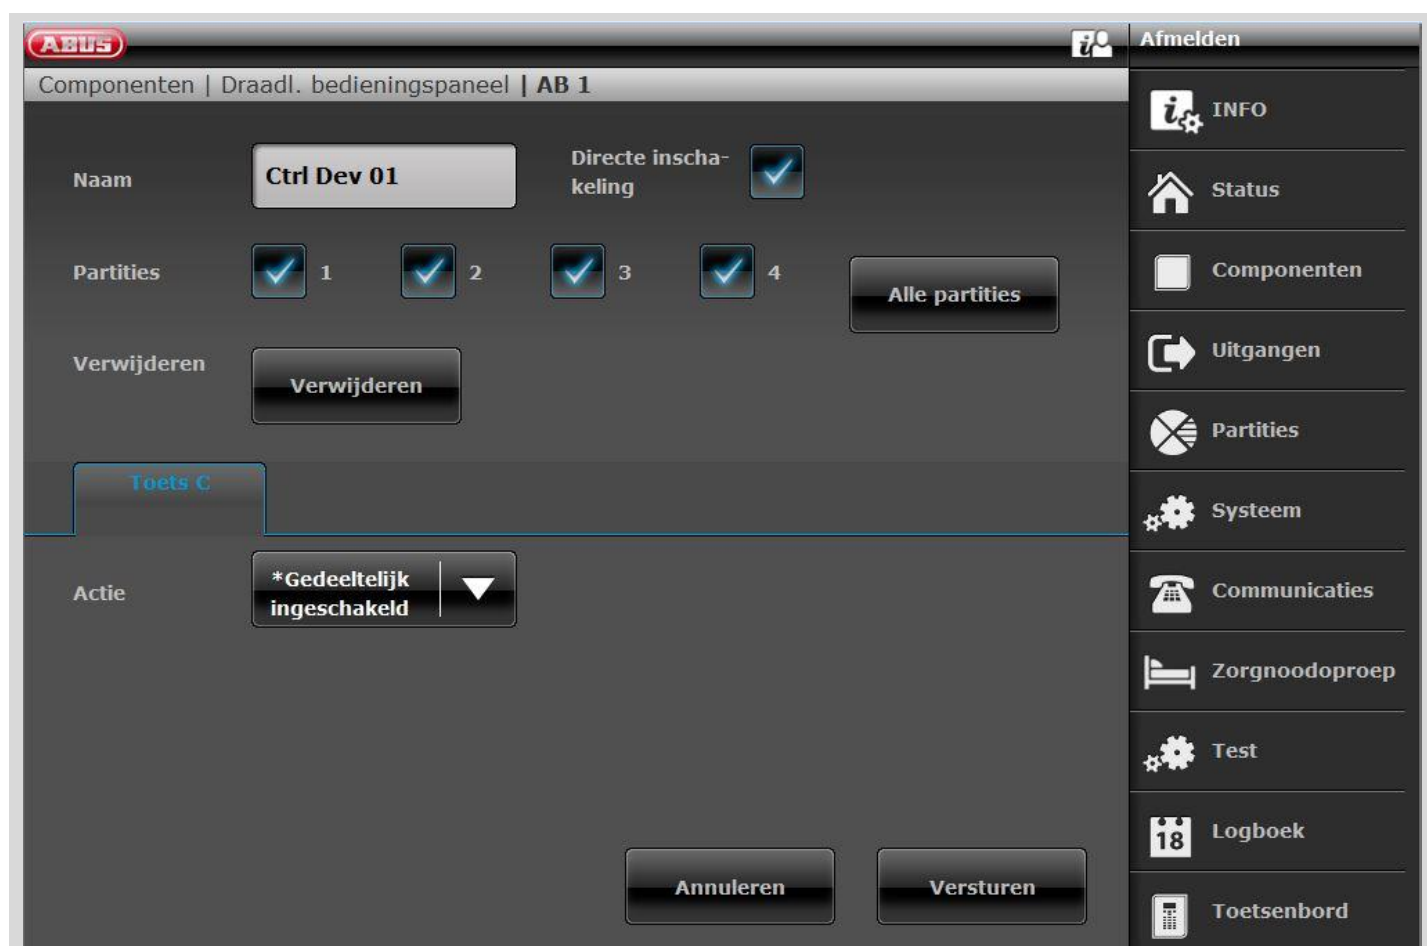 ABUS
Afmelden
Componenten | Draadl. bedieningspaneel | AB 1
INFO
Naam
Ctrl Dev 01
Directe inscha-
keling
Status
Partities
1 2 3 4
Alle partities
Componenten
Verwijderen
Verwijderen
Uitgangen
Partities
Toets C
Systeem
Actie
*Gedeeltelijk
ingeschakeld
Communicaties
Zorgnoodoproep
Test
18
Logboek
Annuleren
Versturen
Toetsenbord